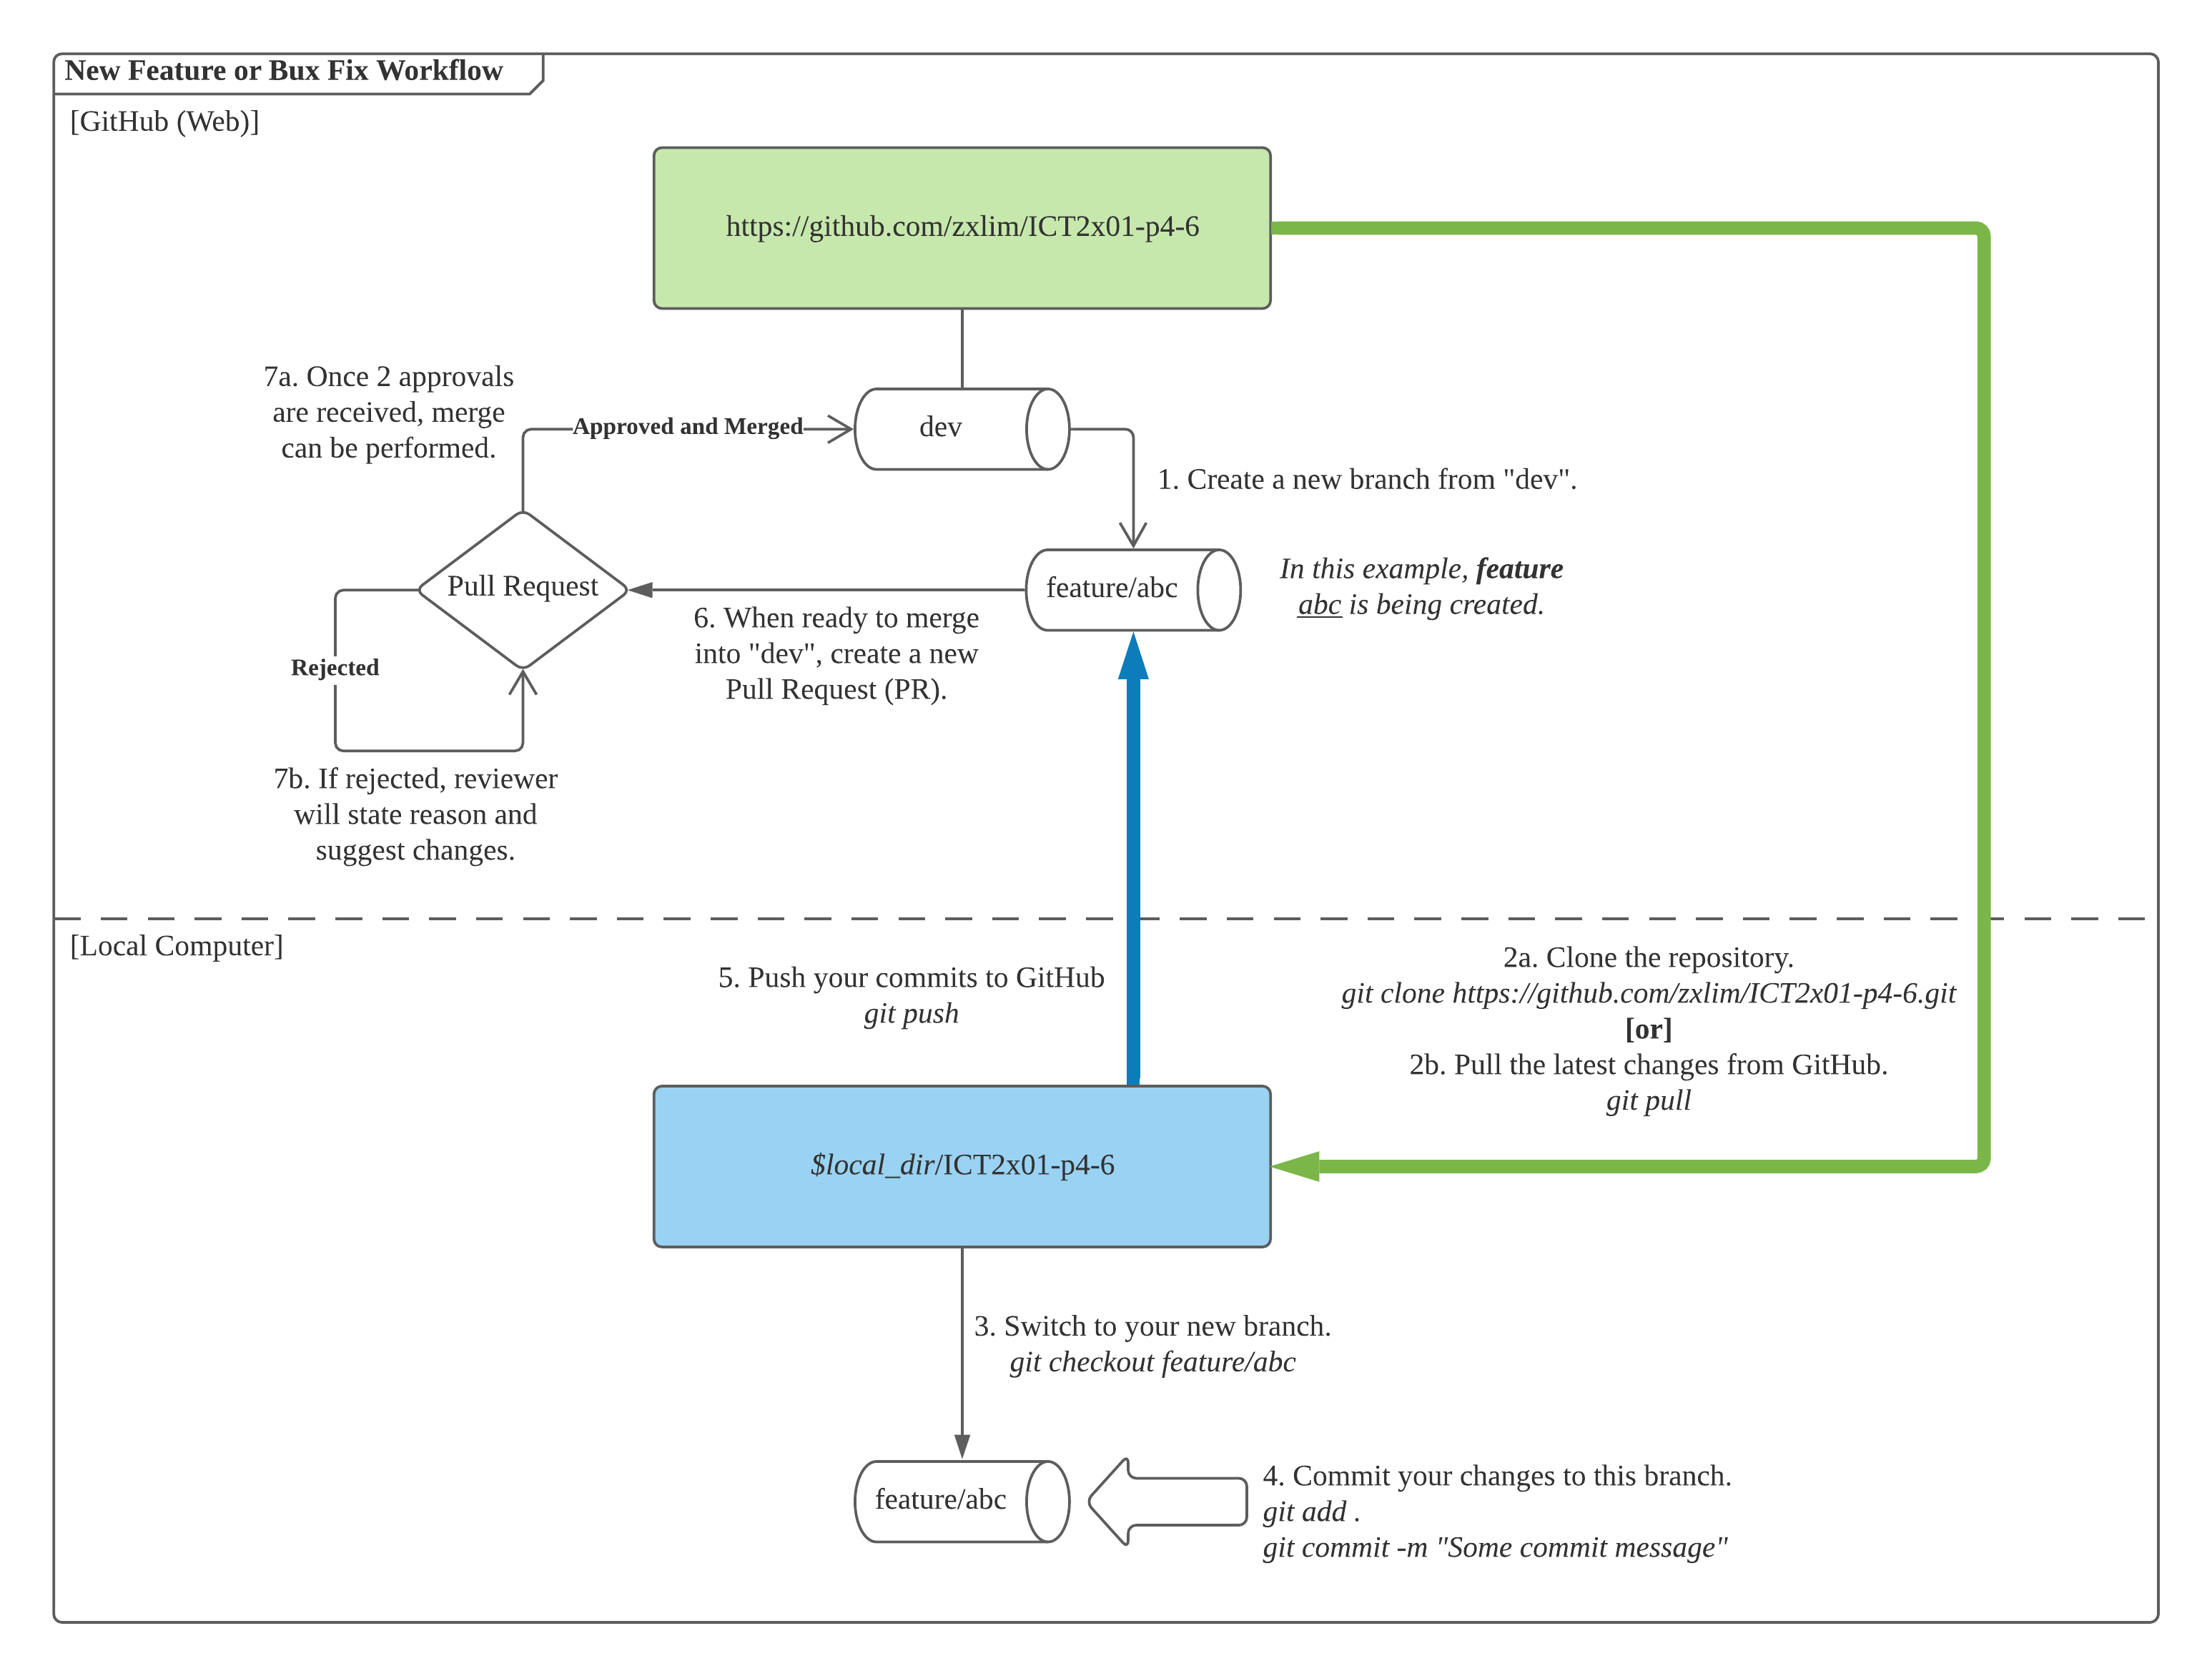 New Feature or Bux Fix Workflow
[GitHub (Web)]
https://github.com/zxlim/ICT2x01-p4-6
7a. Once 2 approvals
are received, merge
can be performed.
Approved and Merged
dev
1. Create a new branch from "dev".
In this example, feature
abc is being created.
feature/abc
Pull Request
6. When ready to merge
into "dev", create a new
Pull Request (PR).
Rejected
7b. If rejected, reviewer
will state reason and
suggest changes.
[Local Computer]
5. Push your commits to GitHub
git push
2a. Clone the repository.
git clone https://github.com/zxlim/ICT2x01-p4-6.git
[or]
2b. Pull the latest changes from GitHub.
git pull
$local_dir/ICT2x01-p4-6
3. Switch to your new branch.
git checkout feature/abc
feature/abc
4. Commit your changes to this branch.
git add .
git commit -m "Some commit message"